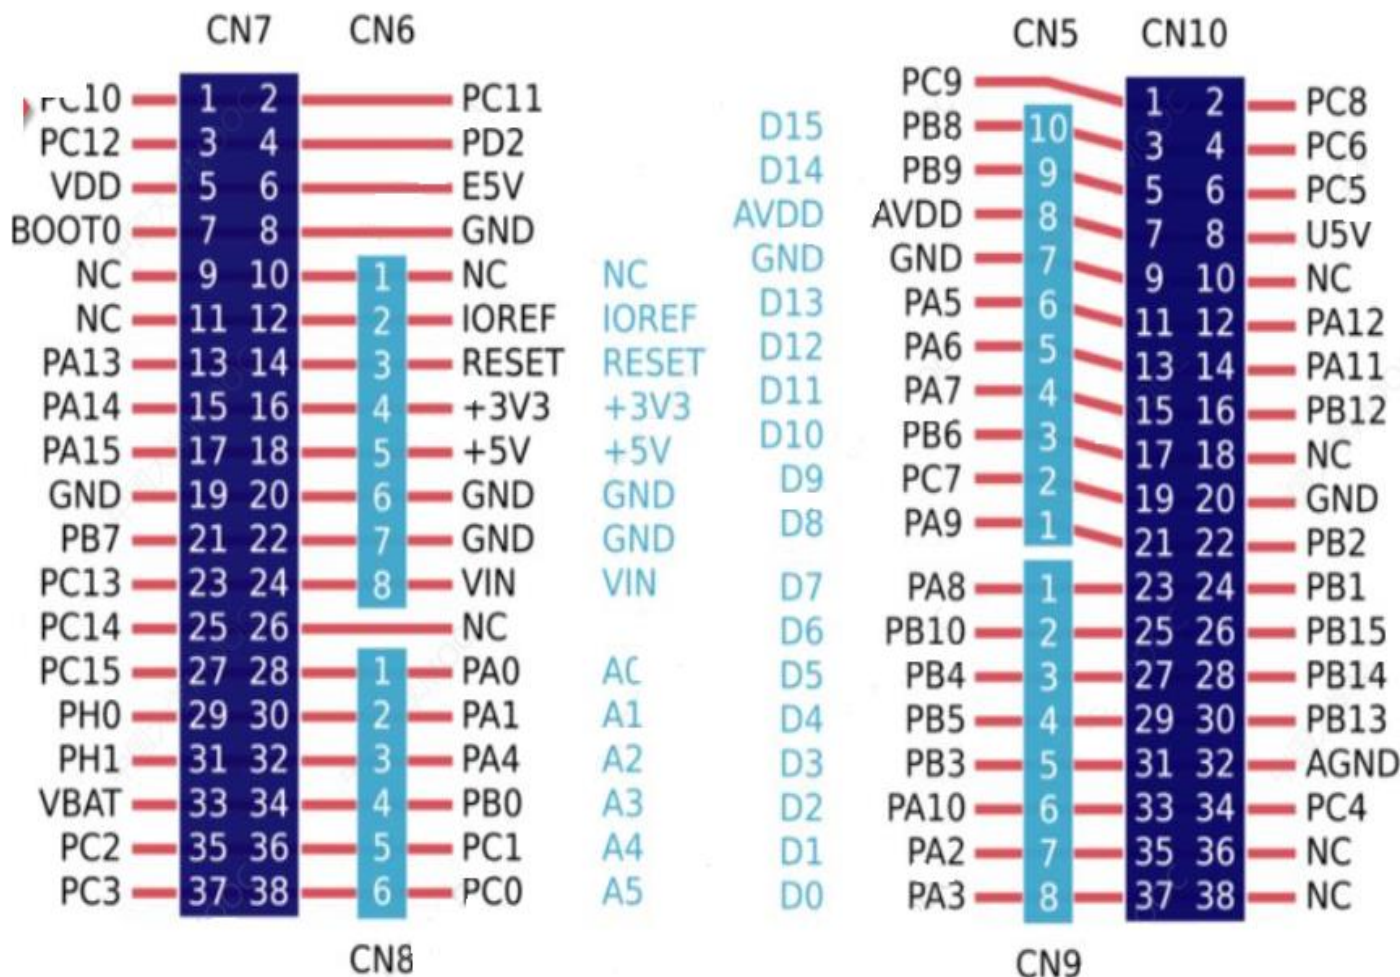 CN7 CN6 CN5 CN10
PC10 1 2 PC11
PC12 3 4 PD2
VDD 5 6 E5V
BOOT0 7 8 GND
NC 9 10 1 NC NC
NC 11 12 2 IOREF IOREF
PA13 13 14 3 RESET RESET
PA14 15 16 4 +3V3 +3V3
PA15 17 18 5 +5V +5V
GND 19 20 6 GND GND
PB7 21 22 7 GND GND
PC13 23 24 8 VIN VIN
PC14 25 26 NC
PC15 27 28 1 PA0 A0
PH0 29 30 2 PA1 A1
PH1 31 32 3 PA4 A2
VBAT 33 34 4 PB0 A3
PC2 35 36 5 PC1 A4
PC3 37 38 6 PC0 A5
CN8
PC9 1 2 PC8
D15 PB8 10 3 4 PC6
D14 PB9 9 5 6 PC5
AVDD AVDD 8 7 8 U5V
GND GND 7 9 10 NC
D13 PA5 6 11 12 PA12
D12 PA6 5 13 14 PA11
D11 PA7 4 15 16 PB12
D10 PB6 3 17 18 NC
D9 PC7 2 19 20 GND
D8 PA9 1 21 22 PB2
D7 PA8 1 23 24 PB1
D6 PB10 2 25 26 PB15
D5 PB4 3 27 28 PB14
D4 PB5 4 29 30 PB13
D3 PB3 5 31 32 AGND
D2 PA10 6 33 34 PC4
D1 PA2 7 35 36 NC
D0 PA3 8 37 38 NC
CN9